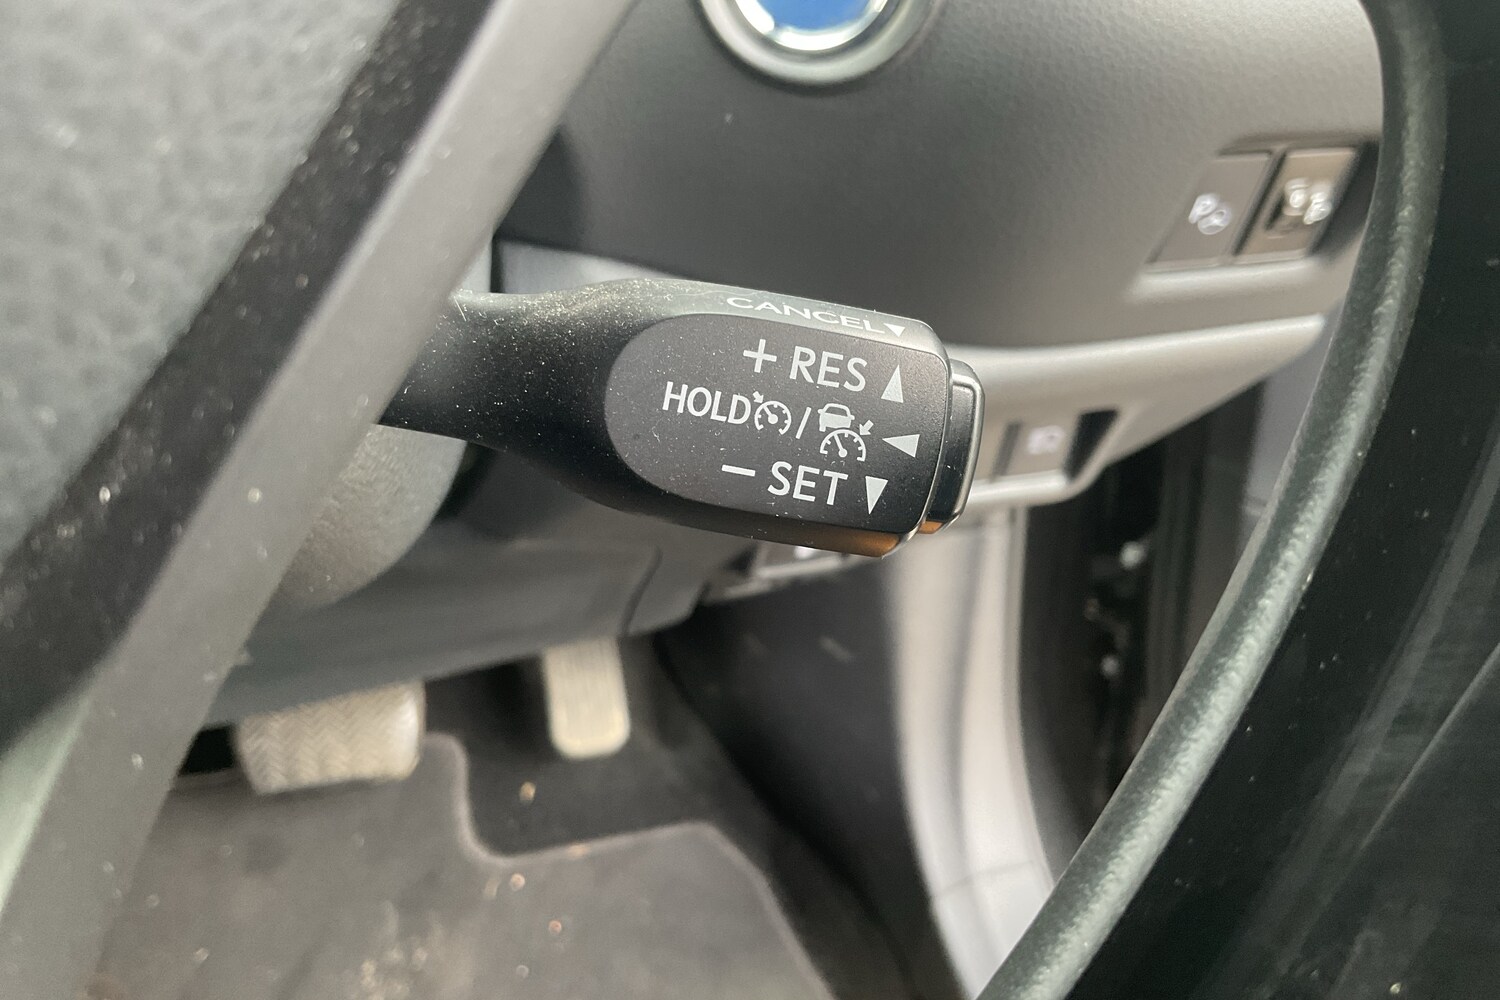 CANCEL▼
+ RES ▲
HOLD / ◀
− SET ▼